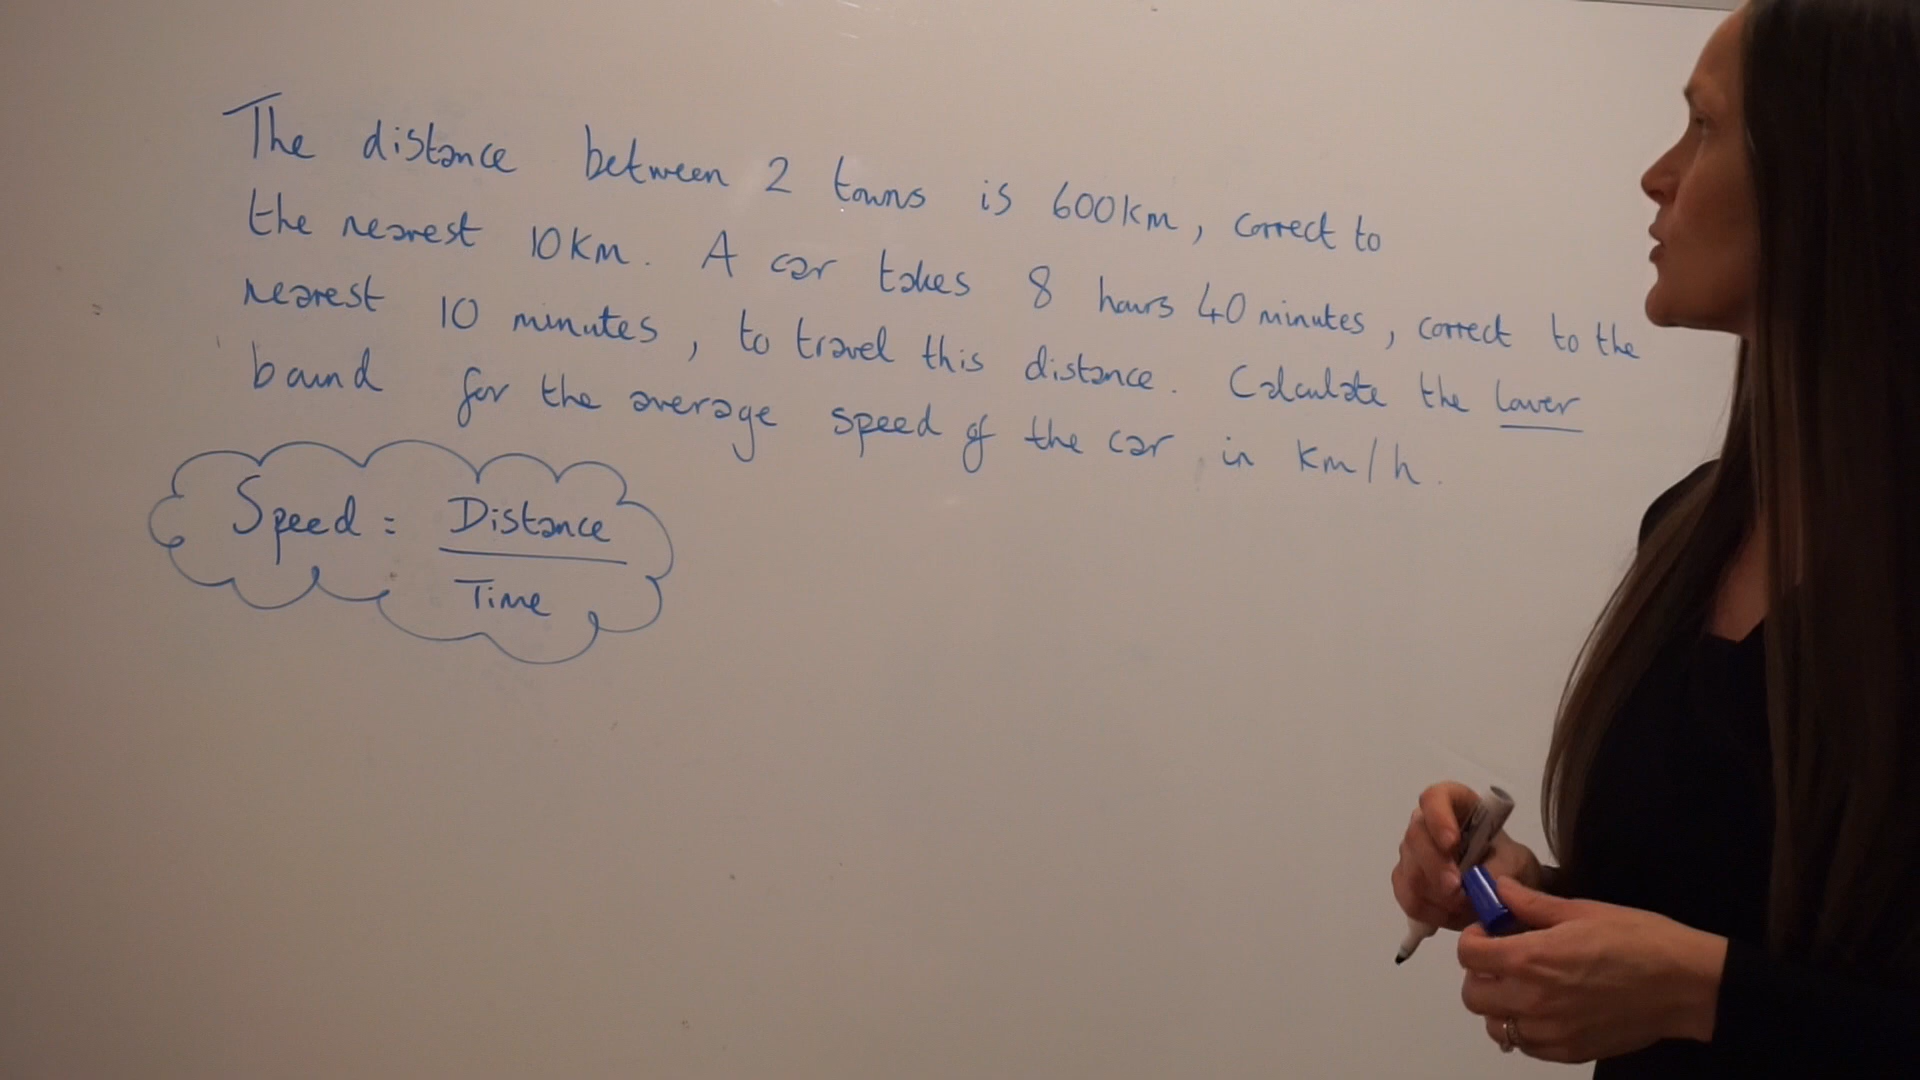 The distance between 2 towns is 600km, correct to
the nearest 10km. A car takes 8 hours 40 minutes, correct to the
nearest 10 minutes, to travel this distance. Calculate the lower
bound for the average speed of the car in km/h.
Speed = Distance
Time